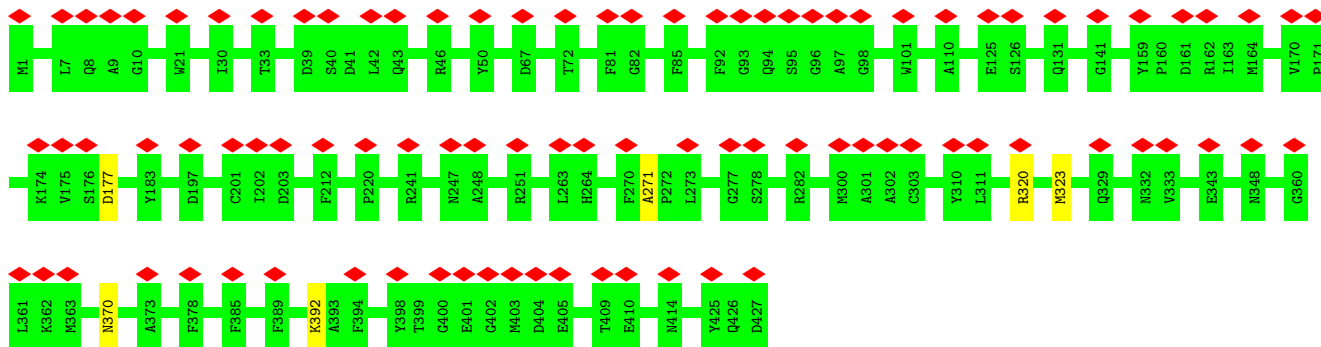 M1 L7 Q8 A9 G10 W21 I30 T33 D39 S40 D41 L42 Q43 R46 Y50 D67 T72 F81 G82 F85 F92 G93 Q94 S95 G96 A97 G98 W101 A110 E125 S126 Q131 G141 Y159 P160 D161 R162 I163 M164 V170 P171
K174 V175 S176 D177 Y183 D197 C201 I202 D203 F212 P220 R241 N247 A248 R251 L263 H264 F270 A271 P272 L273 G277 S278 R282 M300 A301 A302 C303 Y310 L311 R320 M323 Q329 N332 V333 E343 N348 G360
L361 K362 M363 N370 A373 F378 F385 F389 K392 A393 F394 Y398 T399 G400 E401 G402 M403 D404 E405 T409 E410 N414 Y425 Q426 D427